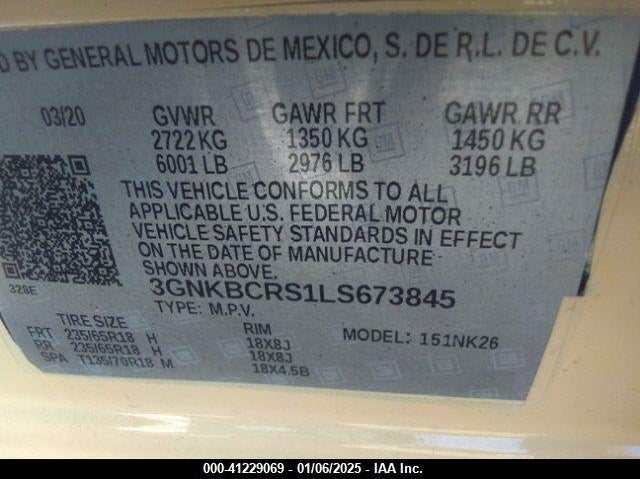 D BY GENERAL MOTORS DE MEXICO, S. DE R.L. DE C.V.
03/20 GVWR GAWR FRT GAWR RR
2722 KG 1350 KG 1450 KG
6001 LB 2976 LB 3196 LB
THIS VEHICLE CONFORMS TO ALL
APPLICABLE U.S. FEDERAL MOTOR
VEHICLE SAFETY STANDARDS IN EFFECT
ON THE DATE OF MANUFACTURE
SHOWN ABOVE
328E
3GNKBCRS1LS673845
TYPE: M.P.V.
TIRE SIZE RIM MODEL: 151NK26
FRT 235/65R18 H 18X8J
RR 235/65R18 H 18X8J
SPA T135/70R18 M 18X4.5B
GM
000-41229069 - 01/06/2025 - IAA Inc.